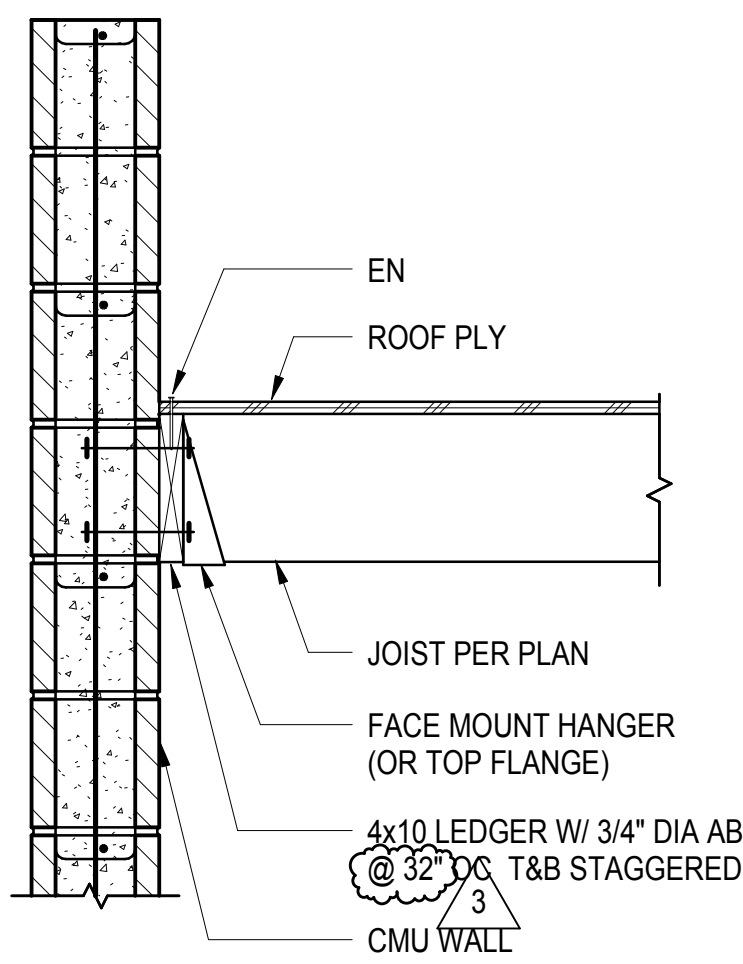 EN
ROOF PLY
JOIST PER PLAN
FACE MOUNT HANGER
(OR TOP FLANGE)
4x10 LEDGER W/ 3/4" DIA AB
@ 32" OC T&B STAGGERED
3
CMU WALL